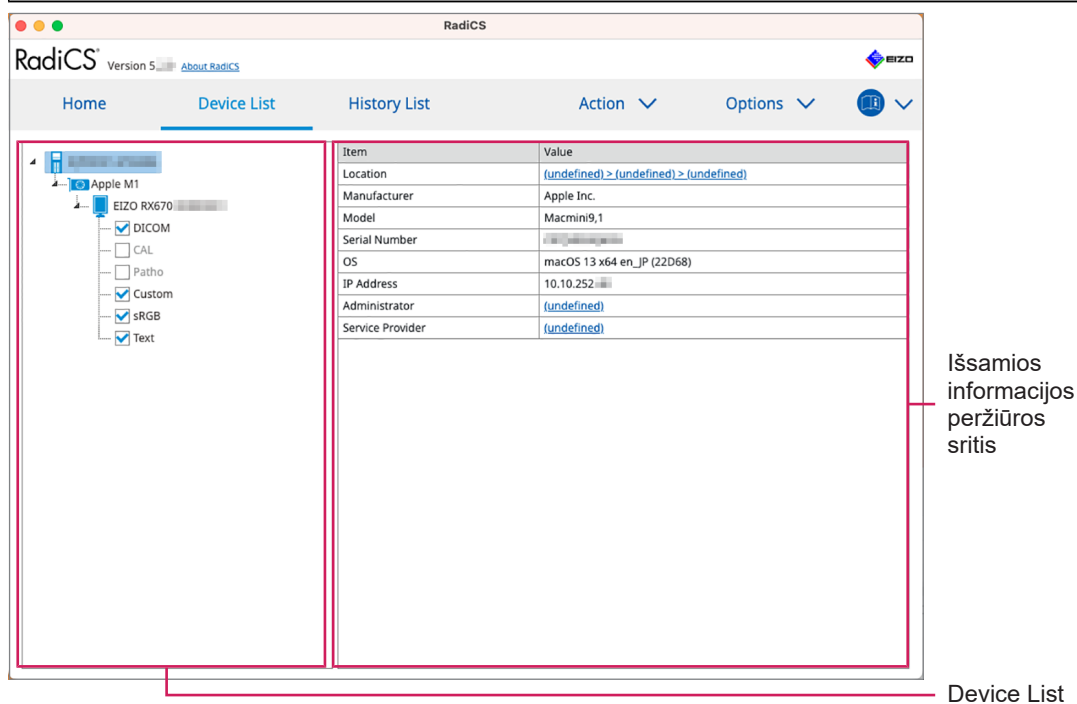 RadiCS
RadiCS Version 5. About RadiCS
EIZO
Home Device List History List Action Options
Apple M1
EIZO RX670
DICOM
CAL
Patho
Custom
sRGB
Text
Item Value
Location (undefined) > (undefined) > (undefined)
Manufacturer Apple Inc.
Model Macmini9,1
Serial Number
OS macOS 13 x64 en_JP (22D68)
IP Address 10.10.252
Administrator (undefined)
Service Provider (undefined)
Išsamios
informacijos
peržiūros
sritis
Device List